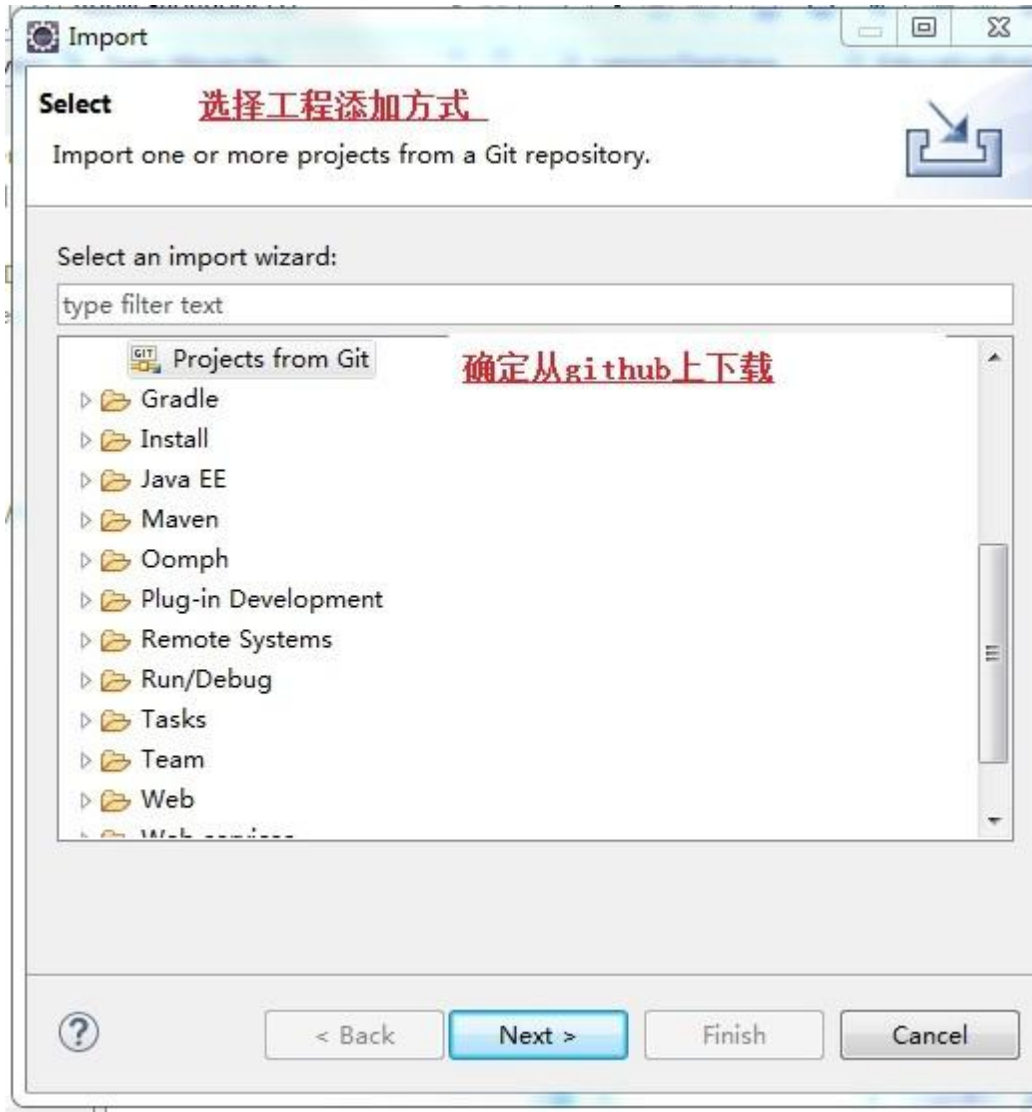 Import
Select 选择工程添加方式
Import one or more projects from a Git repository.
Select an import wizard:
type filter text
GIT Projects from Git 确定从github上下载
Gradle
Install
Java EE
Maven
Oomph
Plug-in Development
Remote Systems
Run/Debug
Tasks
Team
Web
? < Back Next > Finish Cancel